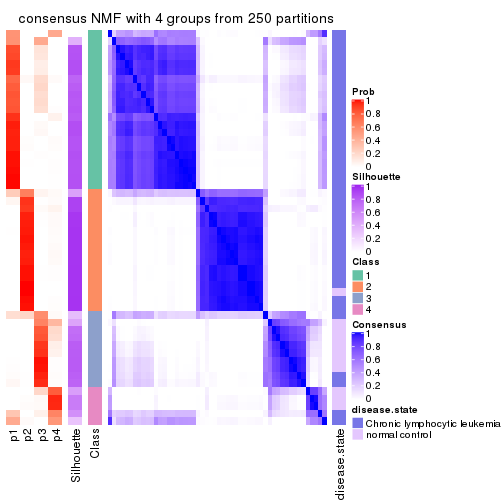 consensus NMF with 4 groups from 250 partitions
Prob
1
0.8
0.6
0.4
0.2
0
Silhouette
1
0.8
0.6
0.4
0.2
0
Class
1
2
3
4
Consensus
1
0.8
0.6
0.4
0.2
0
disease.state
Chronic lymphocytic leukemia
normal control
p1
p2
p3
p4
Silhouette
Class
disease.state